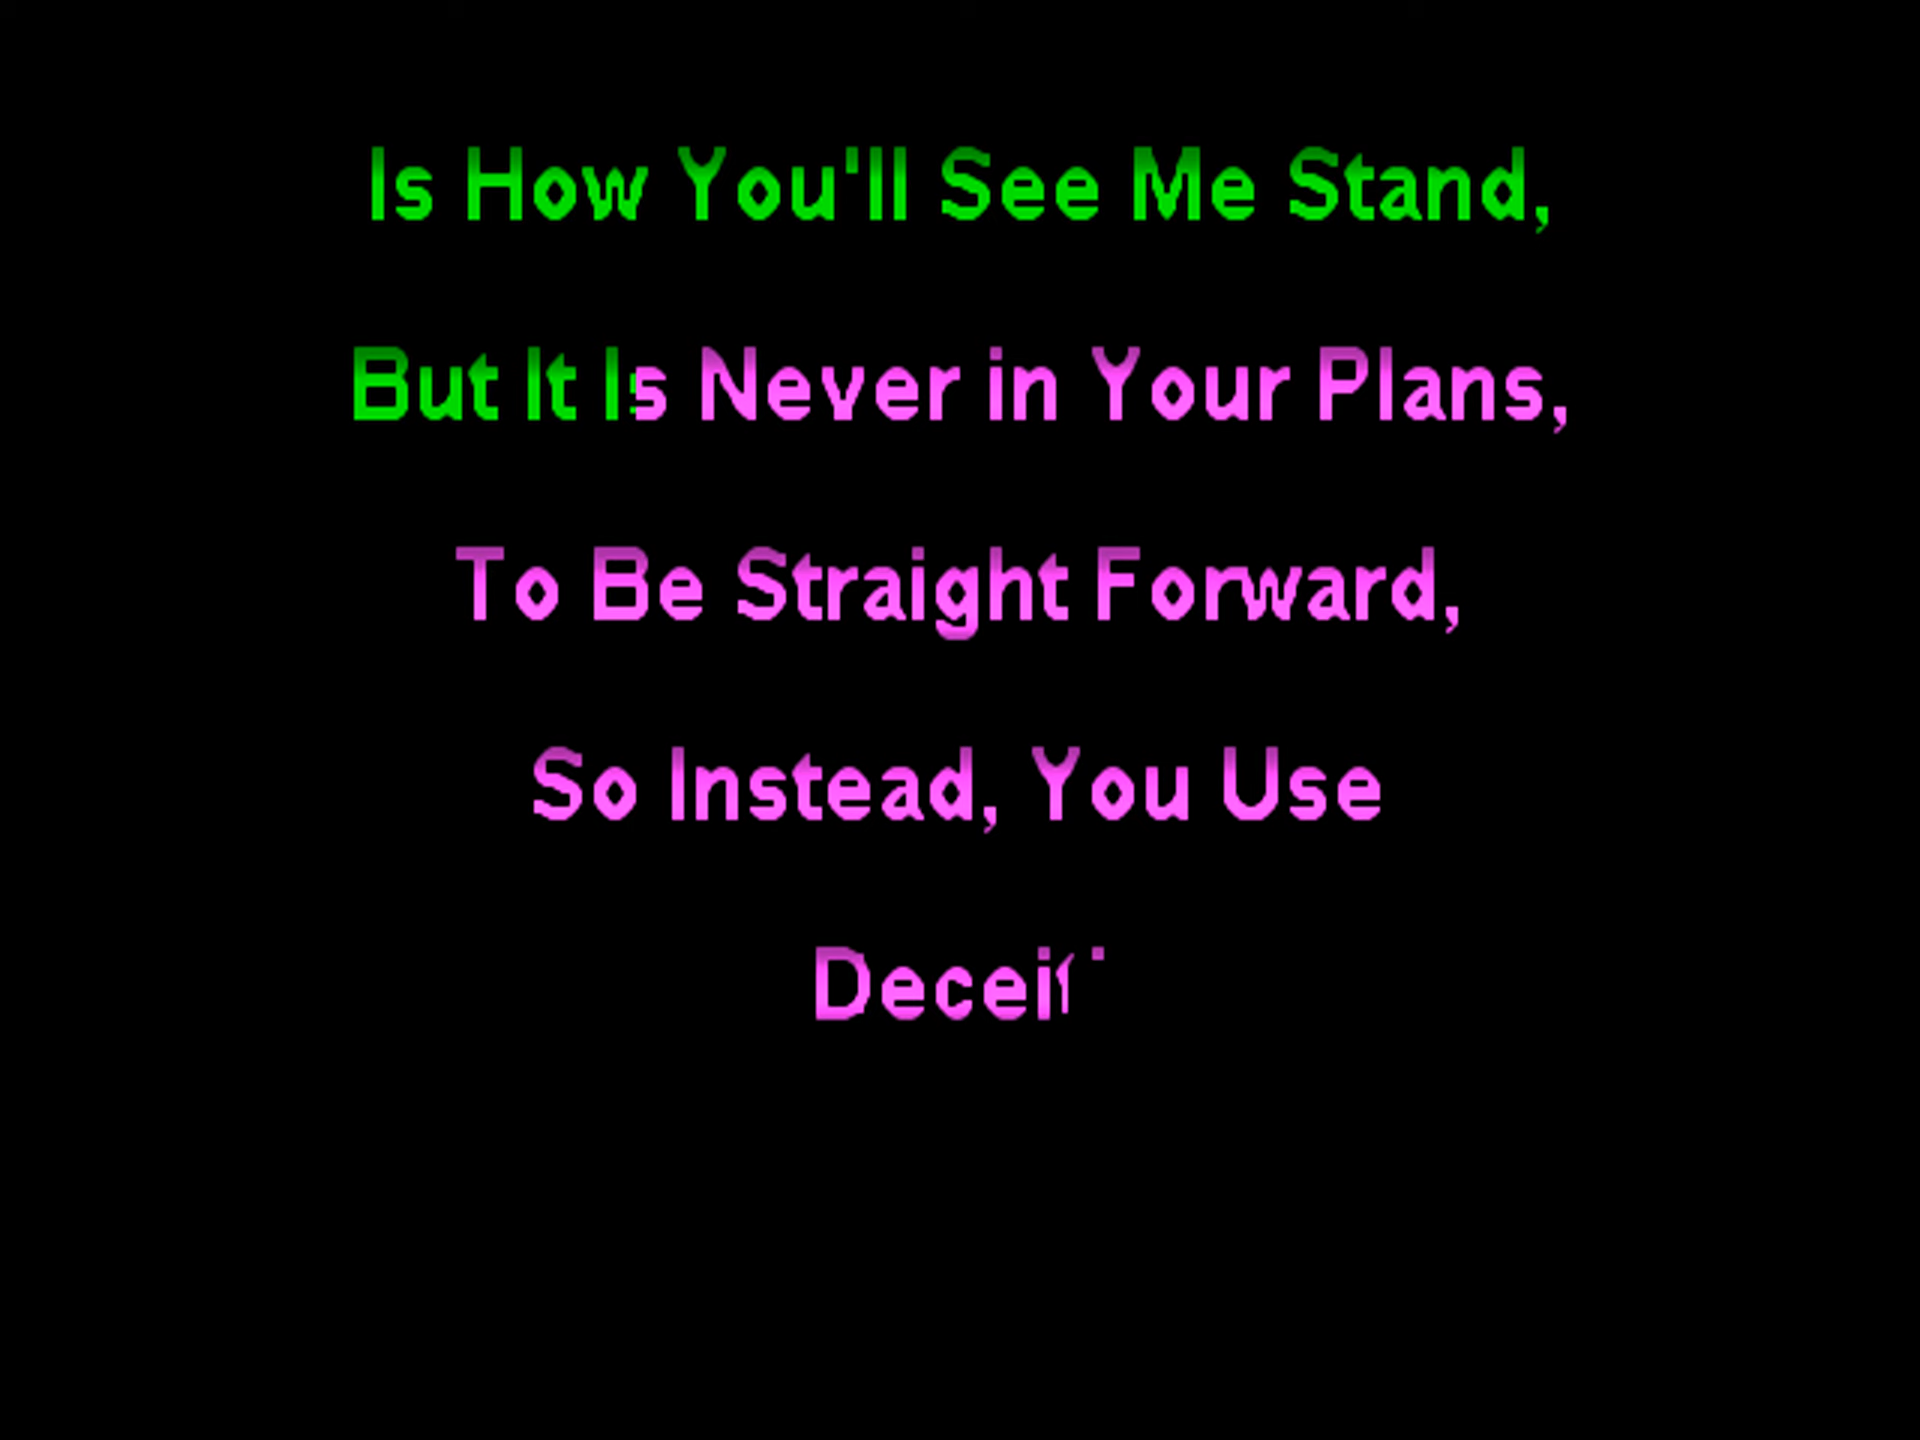 Is How You'll See Me Stand,
But It Is Never in Your Plans,
To Be Straight Forward,
So Instead, You Use